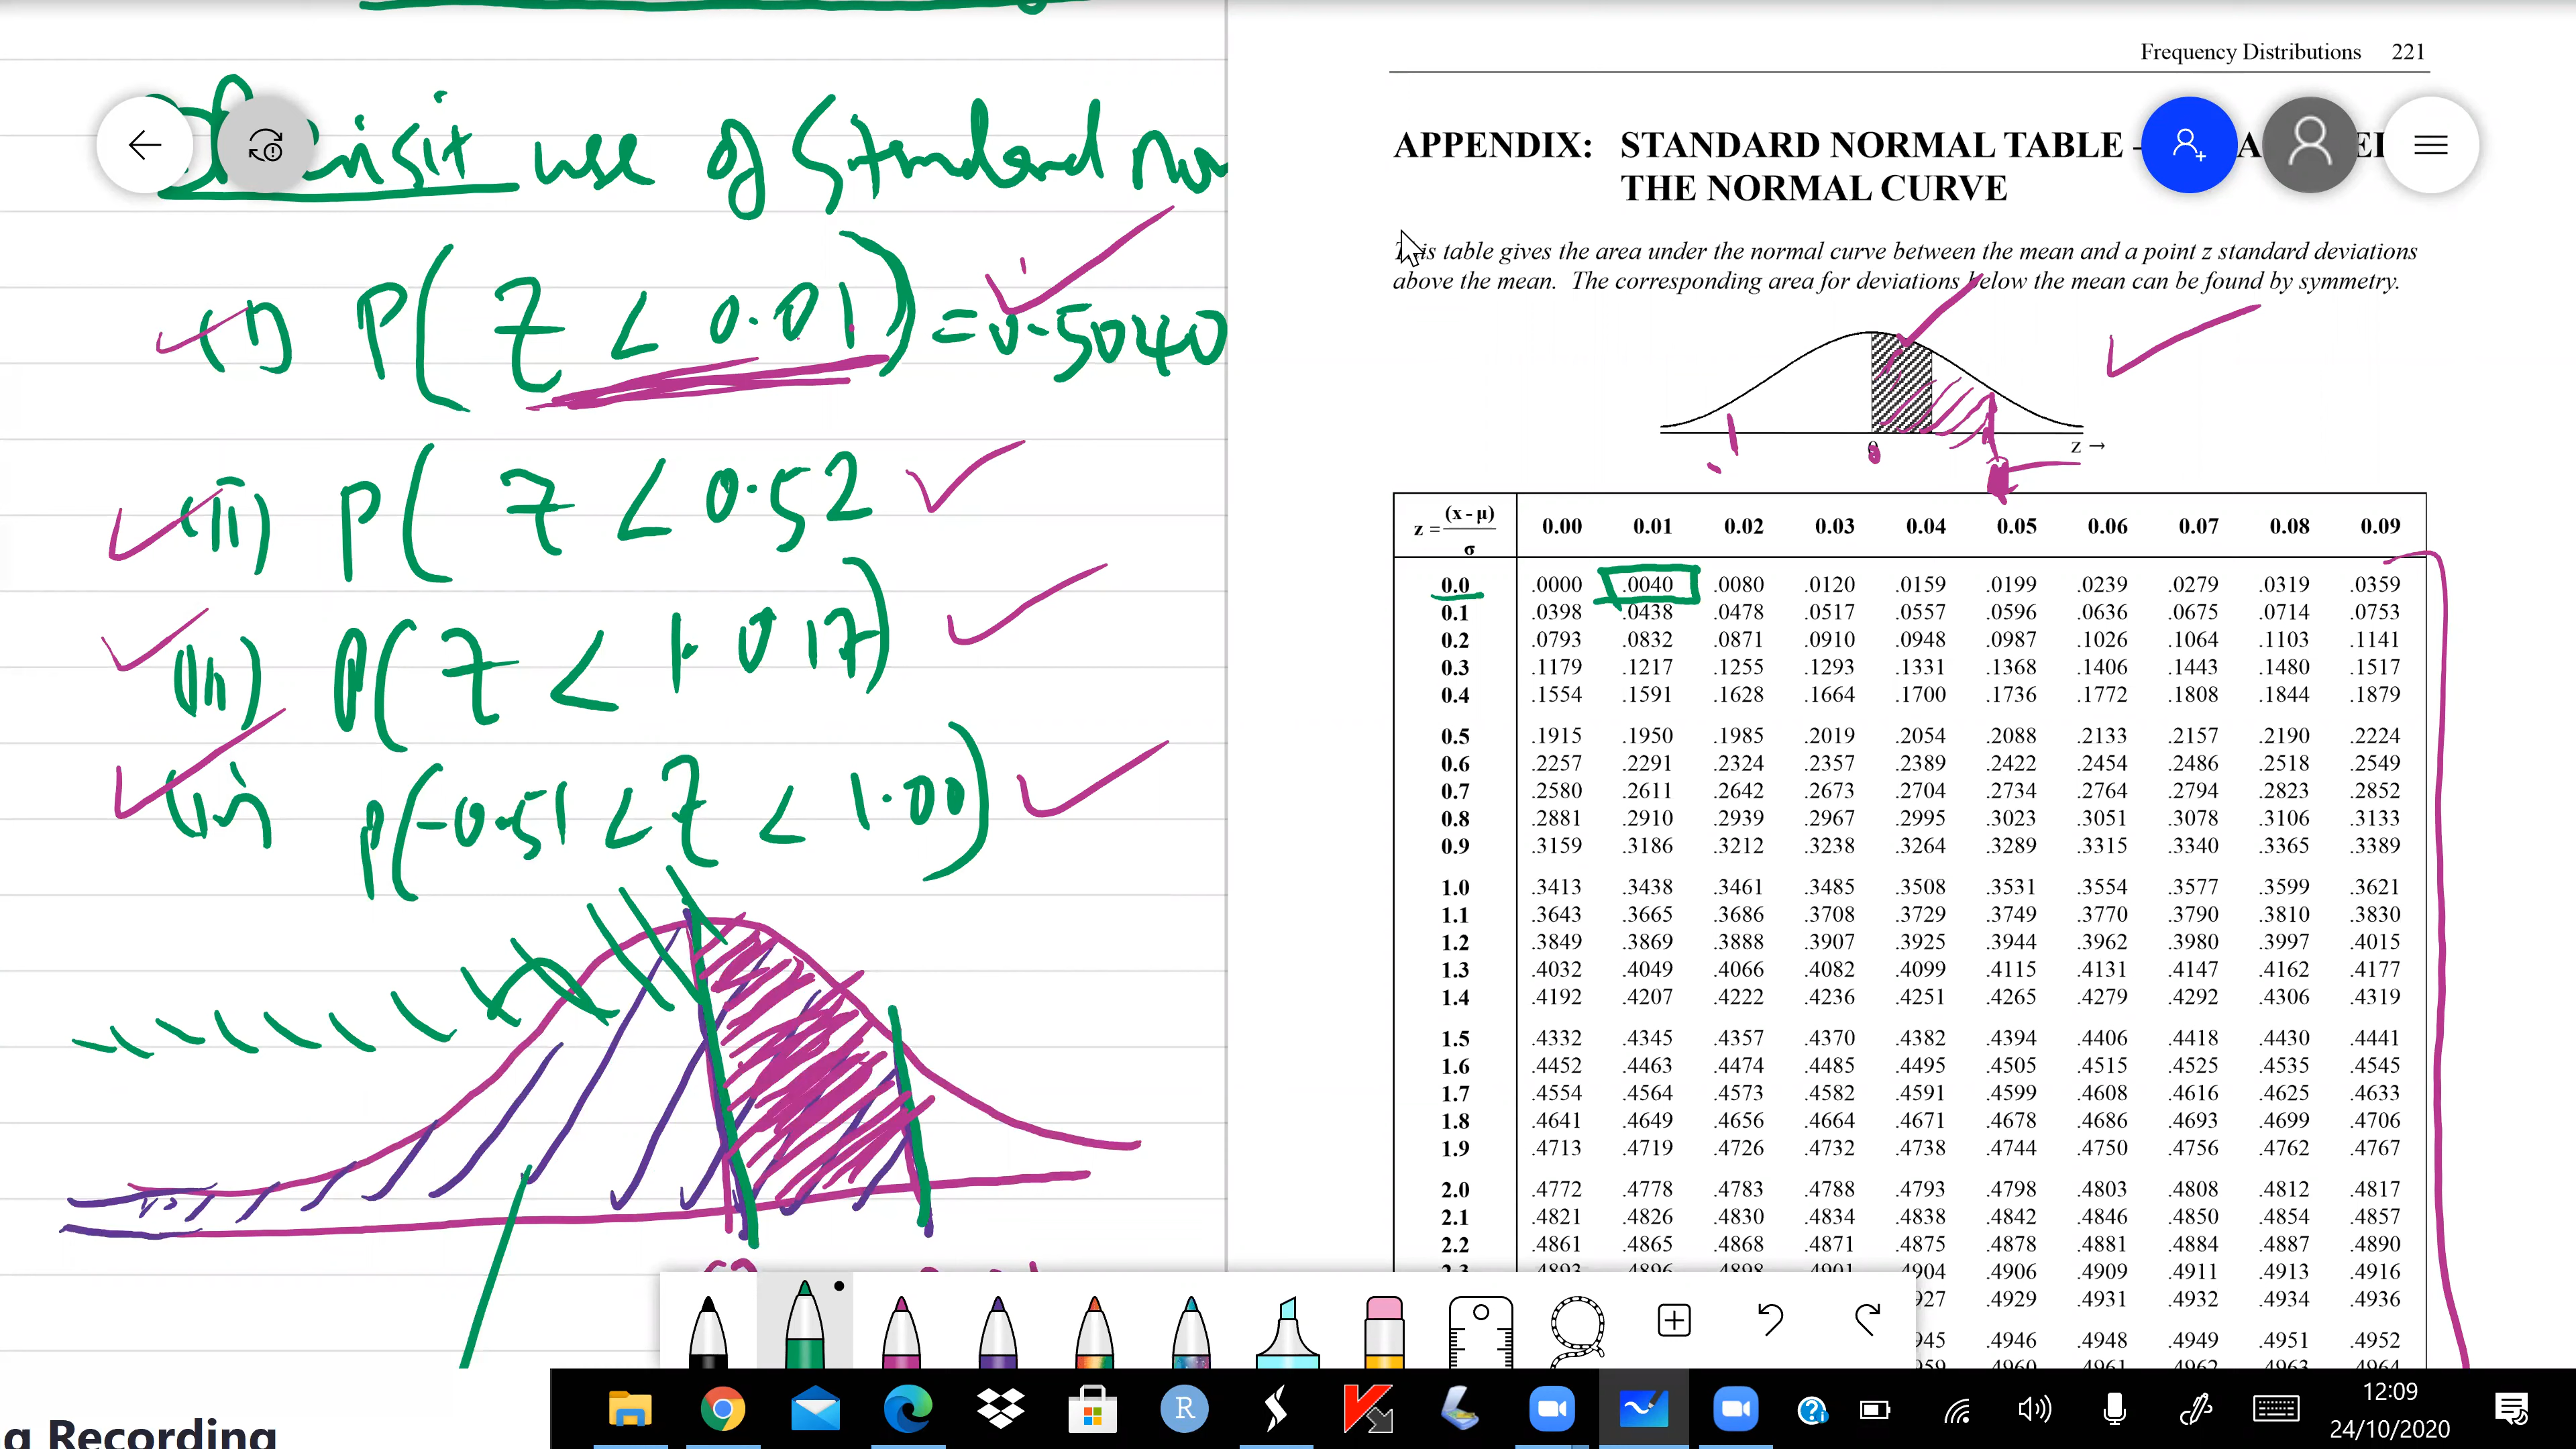 use of Standard
(i) P( Z < 0.01 ) = 0.5040
(ii) P( Z < 0.52
(iii) P( Z < 1.017)
(iv) P(-0.51 < Z < 1.00)
g Recording
Frequency Distributions 221
APPENDIX: STANDARD NORMAL TABLE -
THE NORMAL CURVE
This table gives the area under the normal curve between the mean and a point z standard deviations
above the mean. The corresponding area for deviations below the mean can be found by symmetry.
0 z →
z = (x - μ) / σ 0.00 0.01 0.02 0.03 0.04 0.05 0.06 0.07 0.08 0.09
0.0 .0000 .0040 .0080 .0120 .0159 .0199 .0239 .0279 .0319 .0359
0.1 .0398 .0438 .0478 .0517 .0557 .0596 .0636 .0675 .0714 .0753
0.2 .0793 .0832 .0871 .0910 .0948 .0987 .1026 .1064 .1103 .1141
0.3 .1179 .1217 .1255 .1293 .1331 .1368 .1406 .1443 .1480 .1517
0.4 .1554 .1591 .1628 .1664 .1700 .1736 .1772 .1808 .1844 .1879
0.5 .1915 .1950 .1985 .2019 .2054 .2088 .2133 .2157 .2190 .2224
0.6 .2257 .2291 .2324 .2357 .2389 .2422 .2454 .2486 .2518 .2549
0.7 .2580 .2611 .2642 .2673 .2704 .2734 .2764 .2794 .2823 .2852
0.8 .2881 .2910 .2939 .2967 .2995 .3023 .3051 .3078 .3106 .3133
0.9 .3159 .3186 .3212 .3238 .3264 .3289 .3315 .3340 .3365 .3389
1.0 .3413 .3438 .3461 .3485 .3508 .3531 .3554 .3577 .3599 .3621
1.1 .3643 .3665 .3686 .3708 .3729 .3749 .3770 .3790 .3810 .3830
1.2 .3849 .3869 .3888 .3907 .3925 .3944 .3962 .3980 .3997 .4015
1.3 .4032 .4049 .4066 .4082 .4099 .4115 .4131 .4147 .4162 .4177
1.4 .4192 .4207 .4222 .4236 .4251 .4265 .4279 .4292 .4306 .4319
1.5 .4332 .4345 .4357 .4370 .4382 .4394 .4406 .4418 .4430 .4441
1.6 .4452 .4463 .4474 .4485 .4495 .4505 .4515 .4525 .4535 .4545
1.7 .4554 .4564 .4573 .4582 .4591 .4599 .4608 .4616 .4625 .4633
1.8 .4641 .4649 .4656 .4664 .4671 .4678 .4686 .4693 .4699 .4706
1.9 .4713 .4719 .4726 .4732 .4738 .4744 .4750 .4756 .4762 .4767
2.0 .4772 .4778 .4783 .4788 .4793 .4798 .4803 .4808 .4812 .4817
2.1 .4821 .4826 .4830 .4834 .4838 .4842 .4846 .4850 .4854 .4857
2.2 .4861 .4865 .4868 .4871 .4875 .4878 .4881 .4884 .4887 .4890
2.3 .4893 .4896 .4898 .4901 .4904 .4906 .4909 .4911 .4913 .4916
.4929 .4931 .4932 .4934 .4936
.4946 .4948 .4949 .4951 .4952
.4960 .4961 .4962 .4963 .4964
12:09
24/10/2020